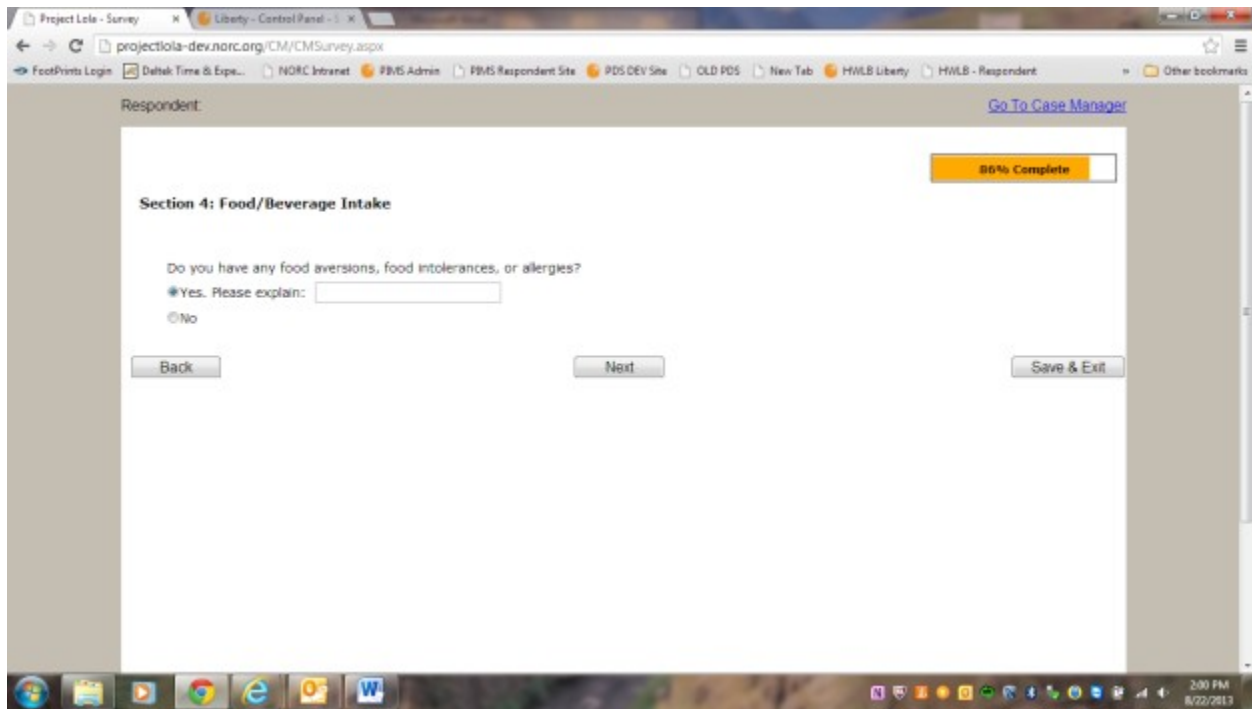 Project Lola - Survey
Liberty - Control Panel - S
projectlola-dev.norc.org/CM/CMSurvey.aspx
FootPrints Login Deltek Time & Expe... NORC Intranet PIMS Admin PIMS Respondent Site PDS DEV Site OLD PDS New Tab HWLB Liberty HWLB - Respondent » Other bookmarks
Respondent: Go To Case Manager
86% Complete
Section 4: Food/Beverage Intake
Do you have any food aversions, food intolerances, or allergies?
Yes. Please explain:
No
Back Next Save & Exit
2:00 PM
8/22/2013